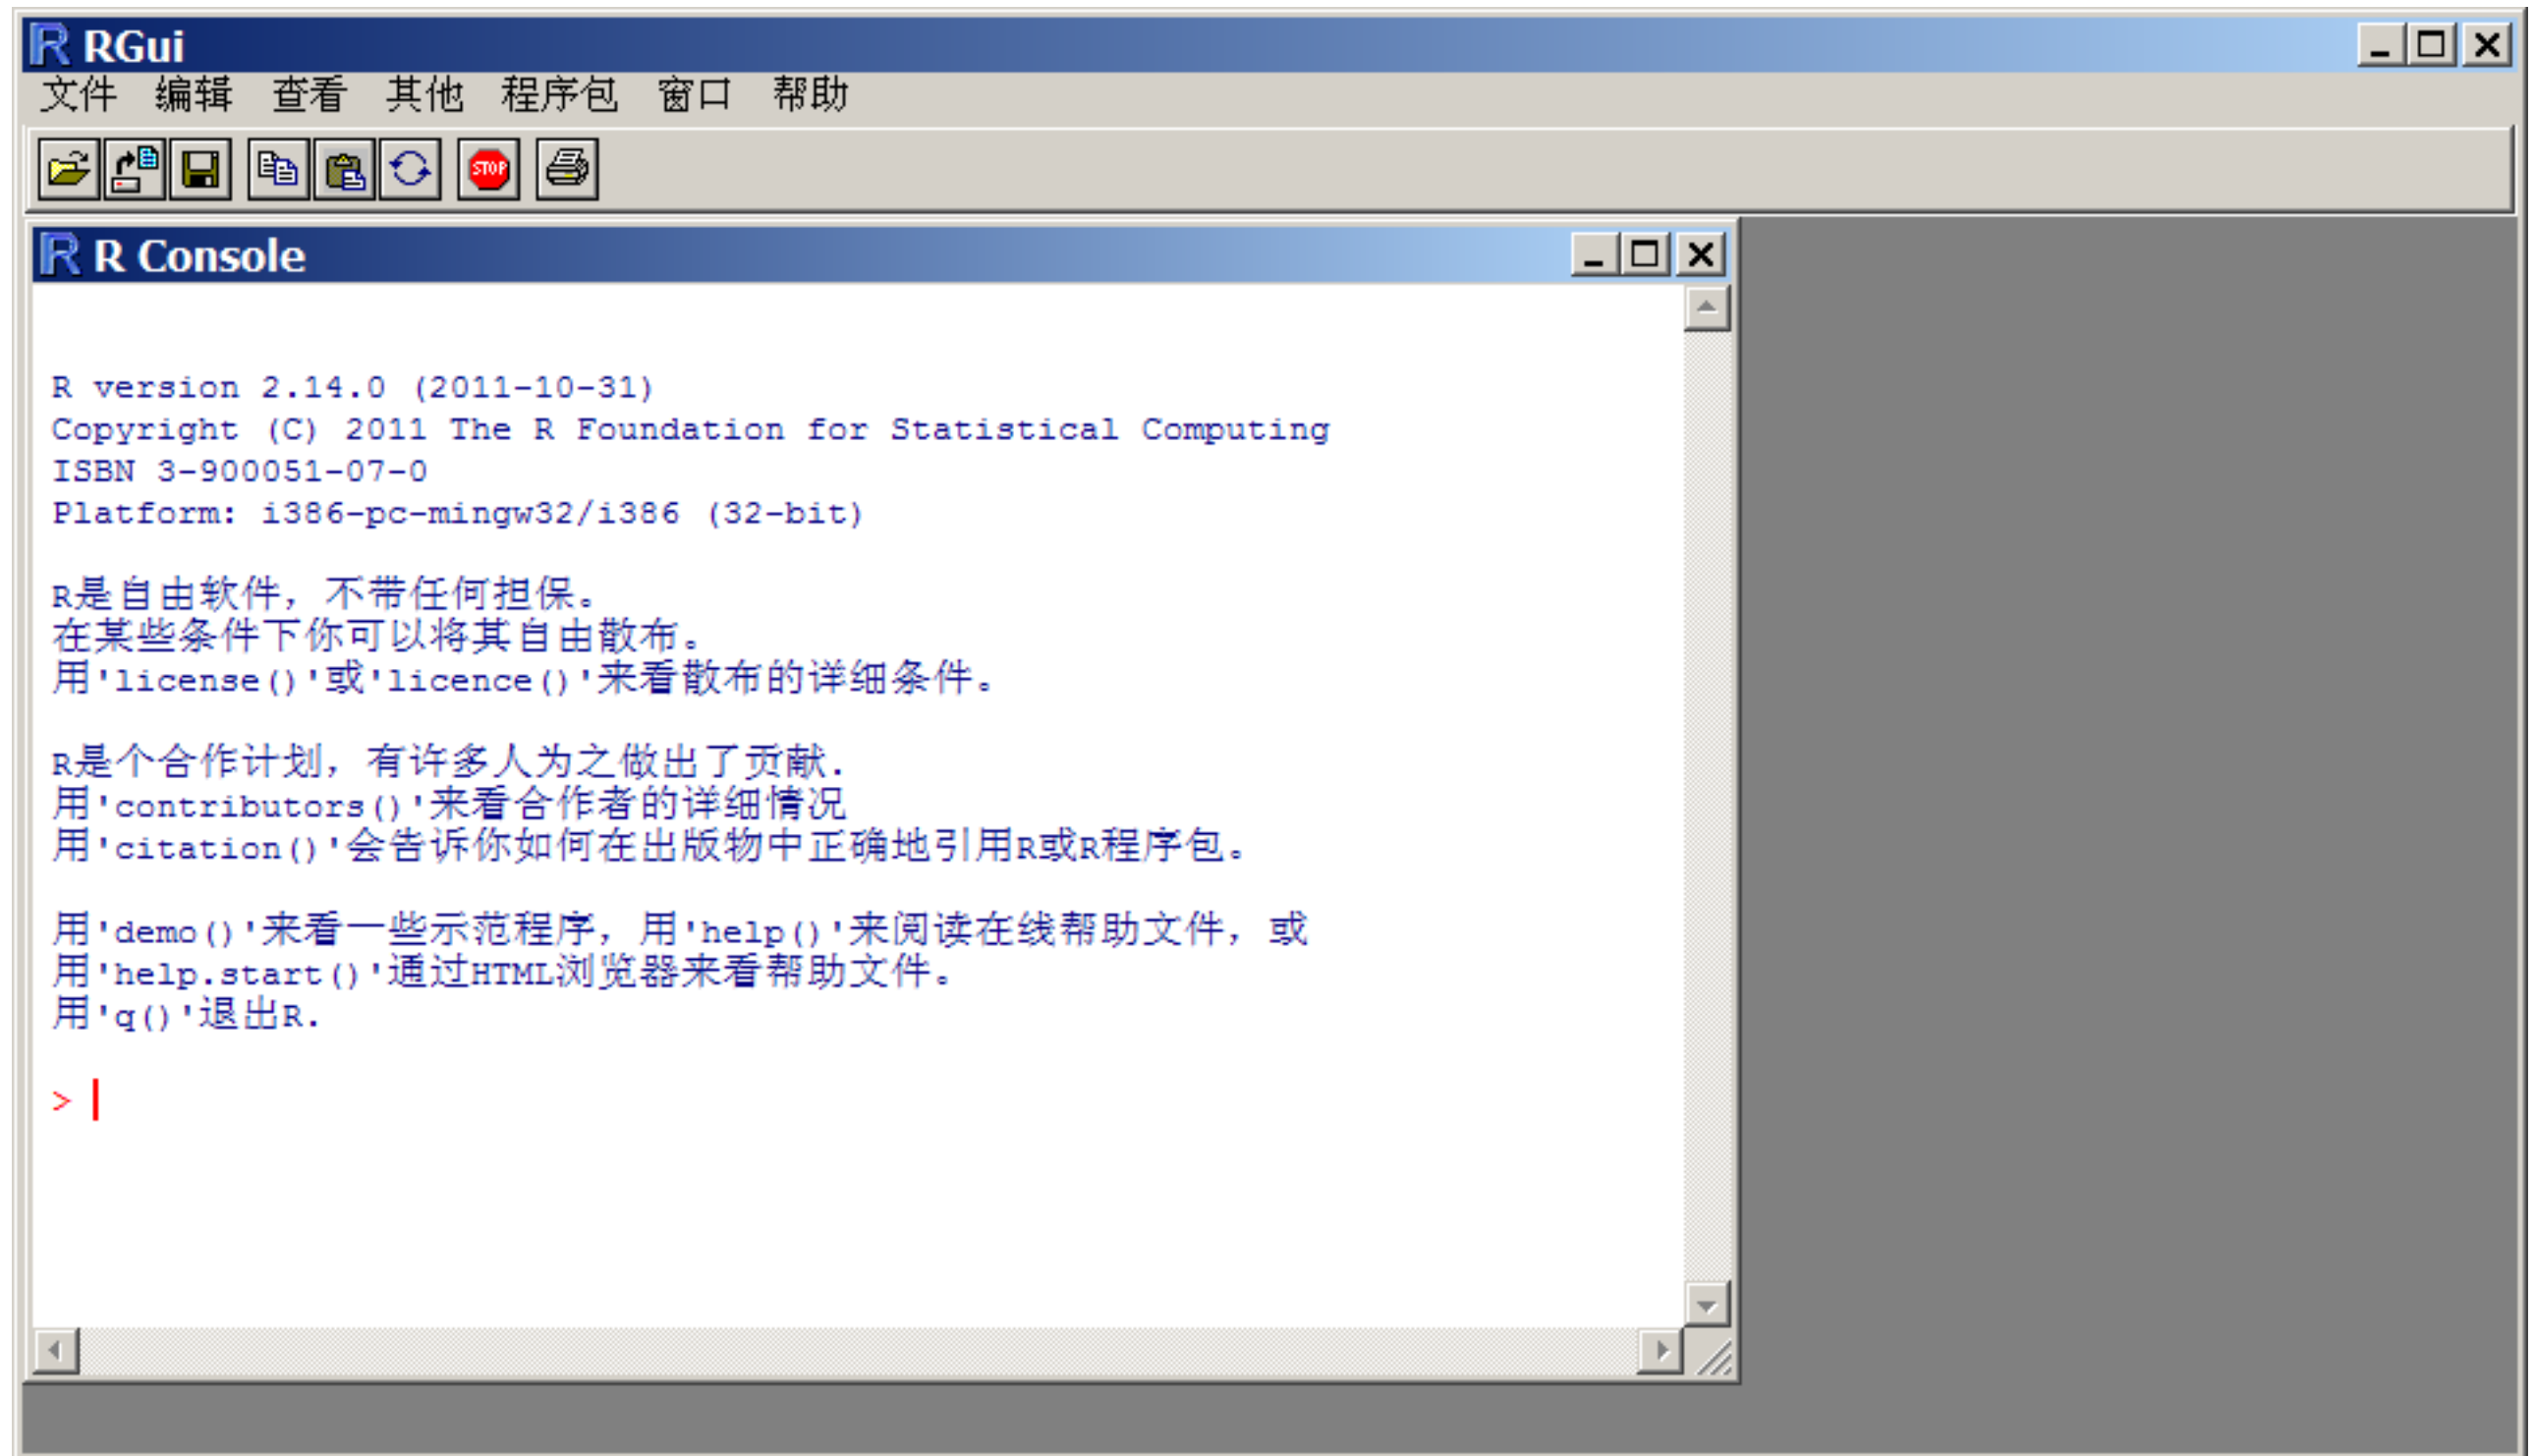 RGui
文件 编辑 查看 其他 程序包 窗口 帮助
STOP
R Console
R version 2.14.0 (2011-10-31)
Copyright (C) 2011 The R Foundation for Statistical Computing
ISBN 3-900051-07-0
Platform: i386-pc-mingw32/i386 (32-bit)
R是自由软件，不带任何担保。
在某些条件下你可以将其自由散布。
用'license()'或'licence()'来看散布的详细条件。
R是个合作计划，有许多人为之做出了贡献.
用'contributors()'来看合作者的详细情况
用'citation()'会告诉你如何在出版物中正确地引用R或R程序包。
用'demo()'来看一些示范程序，用'help()'来阅读在线帮助文件，或
用'help.start()'通过HTML浏览器来看帮助文件。
用'q()'退出R.
>